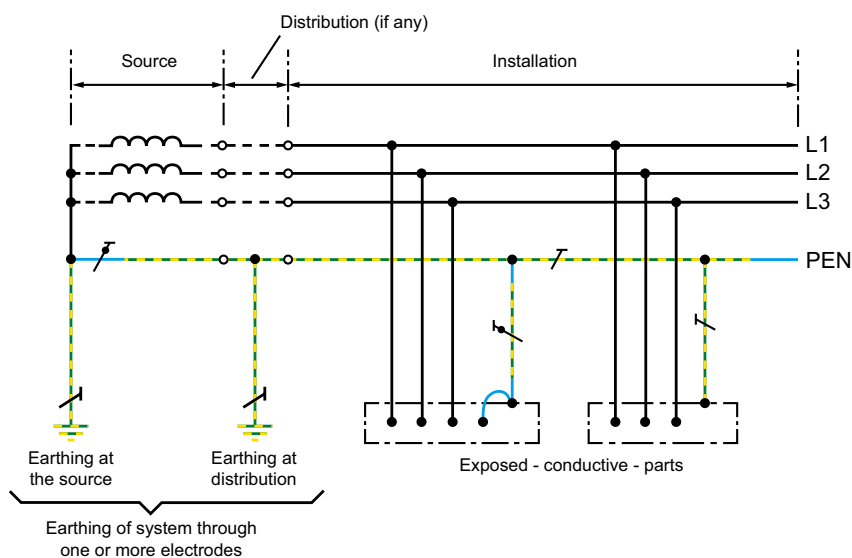 Distribution (if any)
Source
Installation
L1
L2
L3
PEN
Earthing at
the source
Earthing at
distribution
Exposed - conductive - parts
Earthing of system through
one or more electrodes